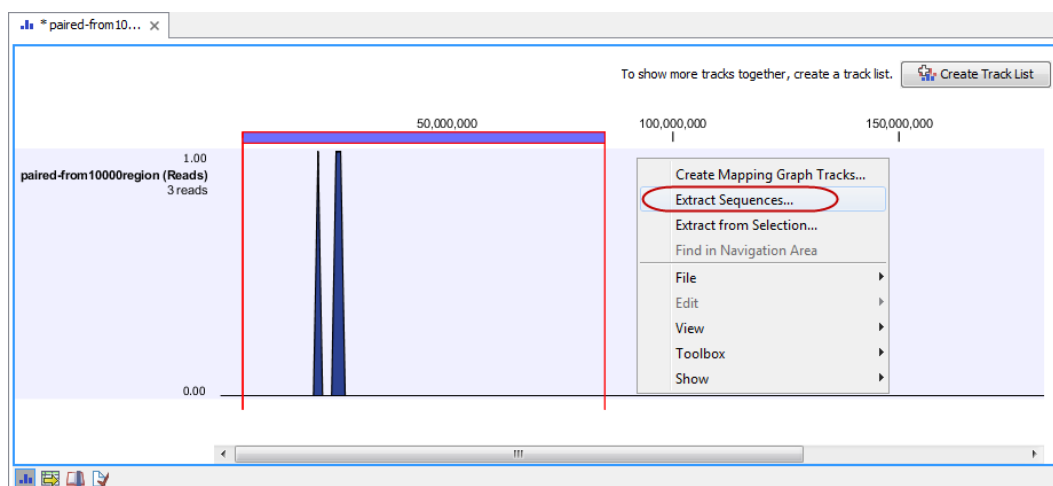 * paired-from10...
To show more tracks together, create a track list.
Create Track List
50,000,000
100,000,000
150,000,000
1.00
paired-from10000region (Reads)
3 reads
0.00
Create Mapping Graph Tracks...
Extract Sequences...
Extract from Selection...
Find in Navigation Area
File
Edit
View
Toolbox
Show